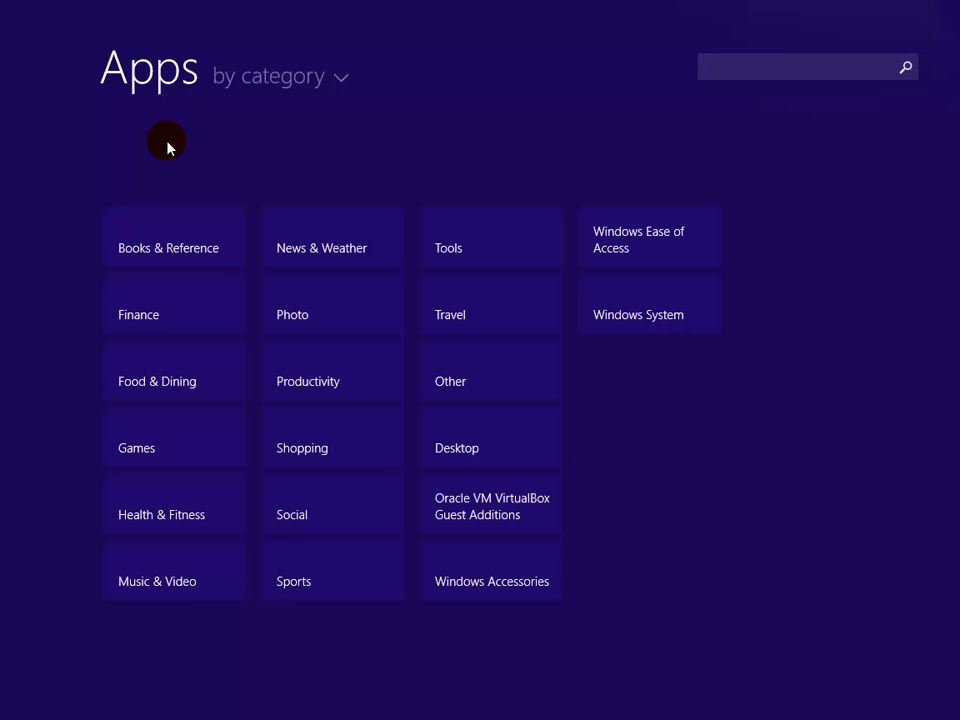 Apps by category
Books & Reference
Finance
Food & Dining
Games
Health & Fitness
Music & Video
News & Weather
Photo
Productivity
Shopping
Social
Sports
Tools
Travel
Other
Desktop
Oracle VM VirtualBox
Guest Additions
Windows Accessories
Windows Ease of
Access
Windows System